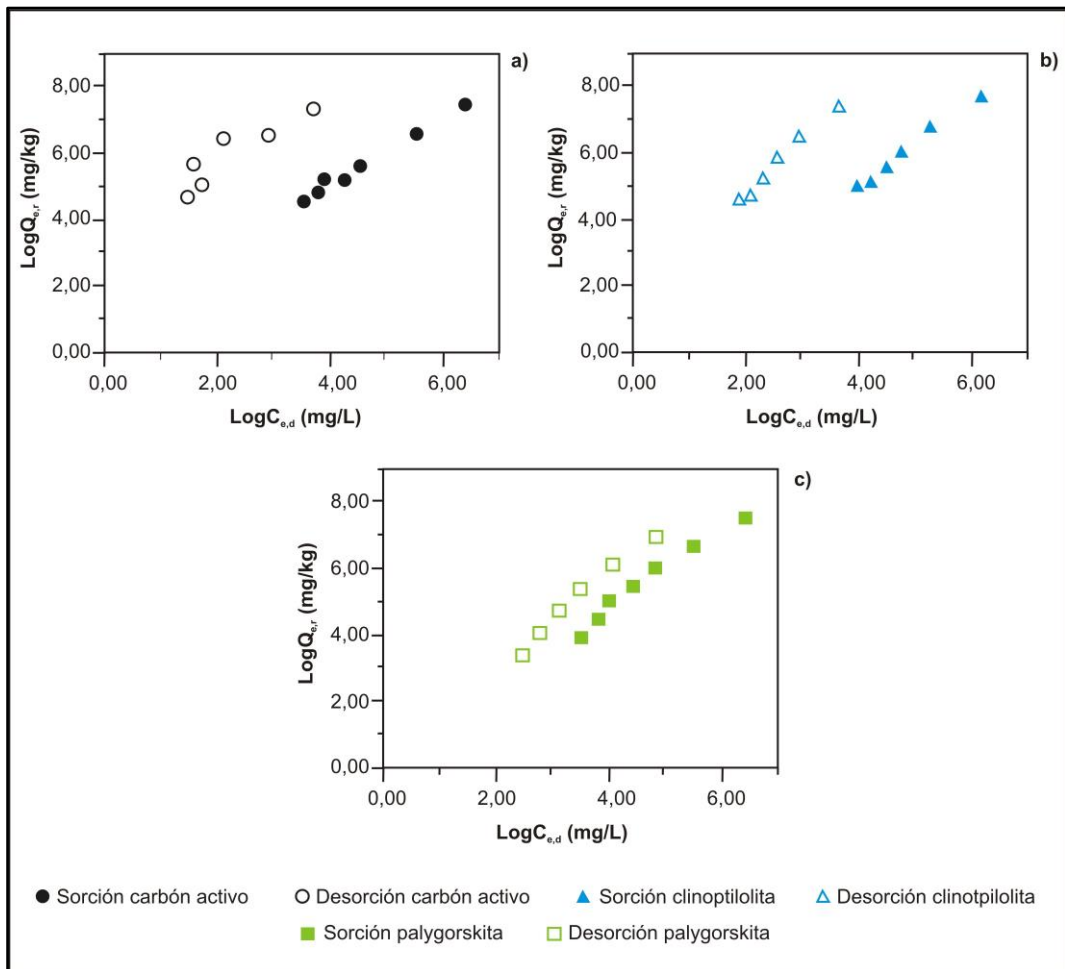 a)
8,00
6,00
4,00
2,00
0,00
LogQe,r (mg/kg)
0,00 2,00 4,00 6,00
LogCe,d (mg/L)
b)
8,00
6,00
4,00
2,00
0,00
LogQe,r (mg/kg)
0,00 2,00 4,00 6,00
LogCe,d (mg/L)
c)
8,00
6,00
4,00
2,00
0,00
LogQe,r (mg/kg)
0,00 2,00 4,00 6,00
LogCe,d (mg/L)
Sorción carbón activo Desorción carbón activo Sorción clinoptilolita Desorción clinotpilolita
Sorción palygorskita Desorción palygorskita